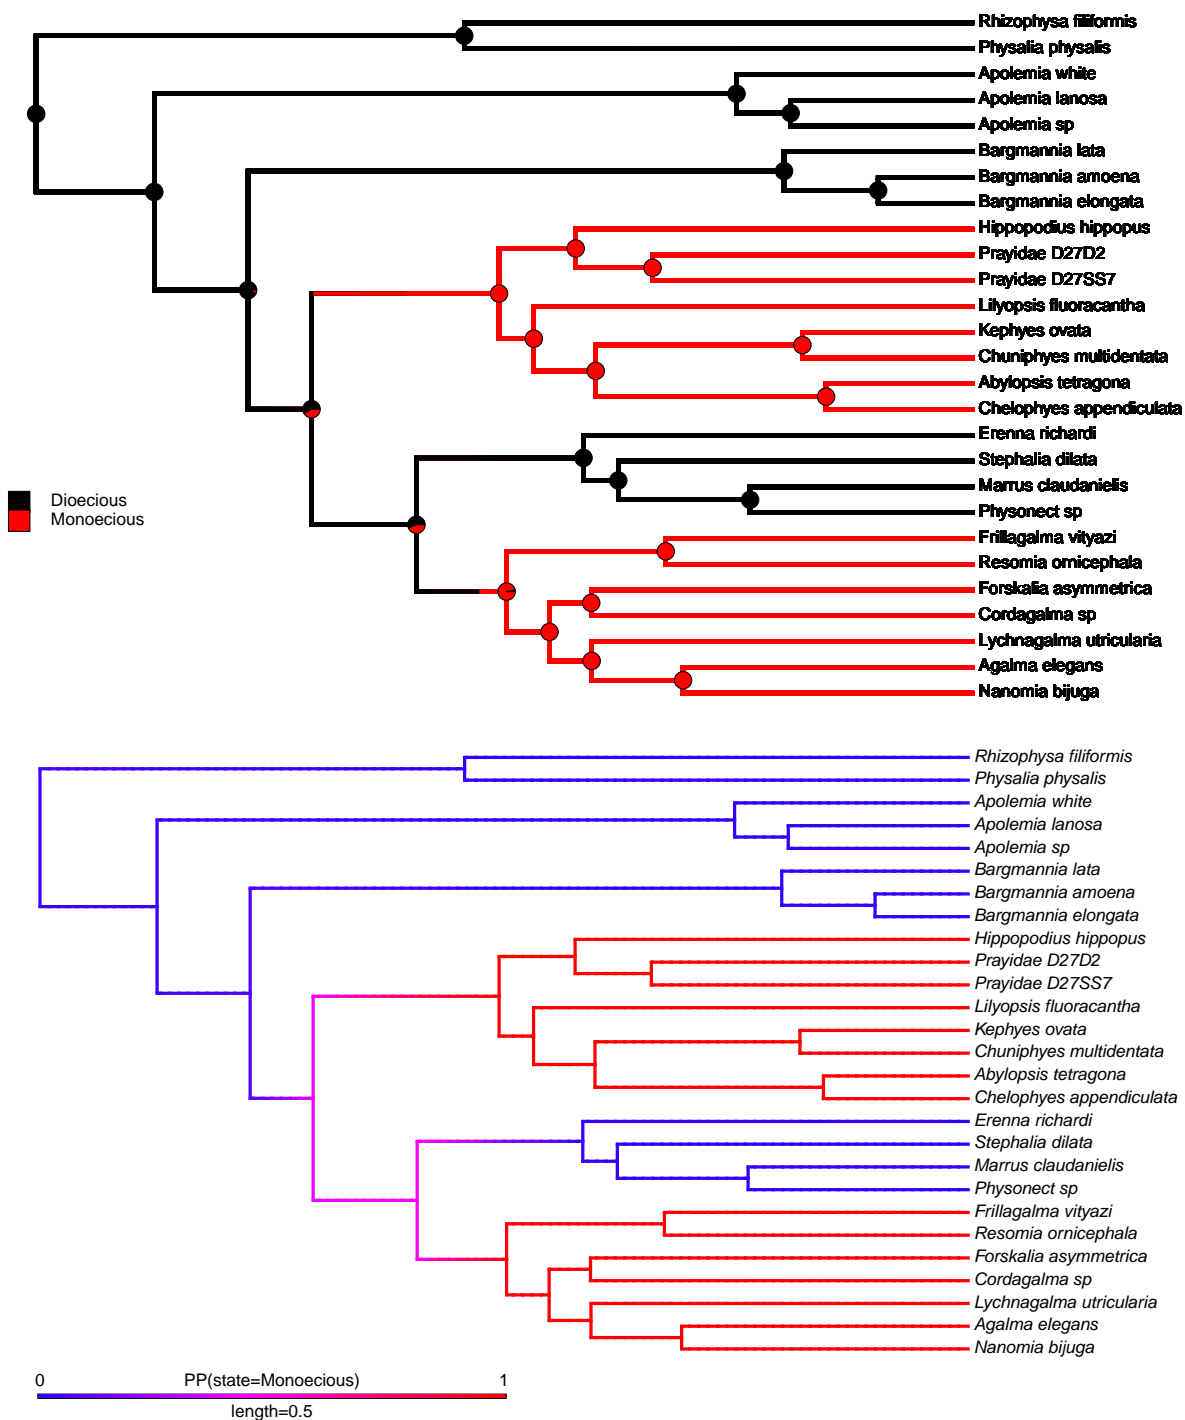 Rhizophysa filiformis
Physalia physalis
Apolemia white
Apolemia lanosa
Apolemia sp
Bargmannia lata
Bargmannia amoena
Bargmannia elongata
Hippopodius hippopus
Prayidae D27D2
Prayidae D27SS7
Lilyopsis fluoracantha
Kephyes ovata
Chuniphyes multidentata
Abylopsis tetragona
Chelophyes appendiculata
Erenna richardi
Stephalia dilata
Marrus claudanielis
Physonect sp
Frillagalma vityazi
Resomia ornicephala
Forskalia asymmetrica
Cordagalma sp
Lychnagalma utricularia
Agalma elegans
Nanomia bijuga
Dioecious
Monoecious
Rhizophysa filiformis
Physalia physalis
Apolemia white
Apolemia lanosa
Apolemia sp
Bargmannia lata
Bargmannia amoena
Bargmannia elongata
Hippopodius hippopus
Prayidae D27D2
Prayidae D27SS7
Lilyopsis fluoracantha
Kephyes ovata
Chuniphyes multidentata
Abylopsis tetragona
Chelophyes appendiculata
Erenna richardi
Stephalia dilata
Marrus claudanielis
Physonect sp
Frillagalma vityazi
Resomia ornicephala
Forskalia asymmetrica
Cordagalma sp
Lychnagalma utricularia
Agalma elegans
Nanomia bijuga
0 PP(state=Monoecious) 1
length=0.5